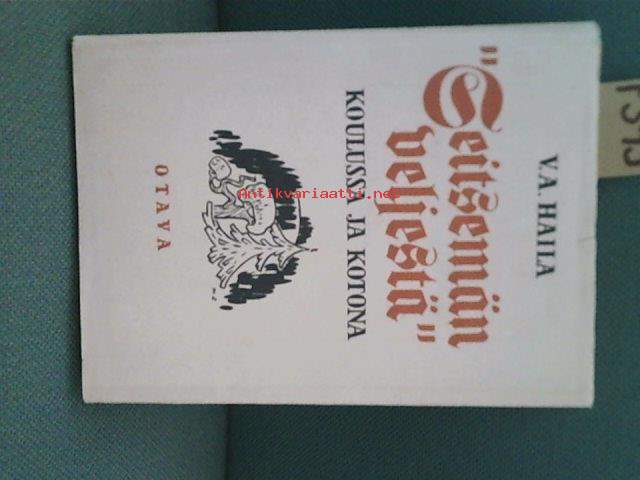 V.A. HAILA
"Seitsemän
veljestä"
KOULUSSA JA KOTONA
OTAVA
Antikvariaatti.net